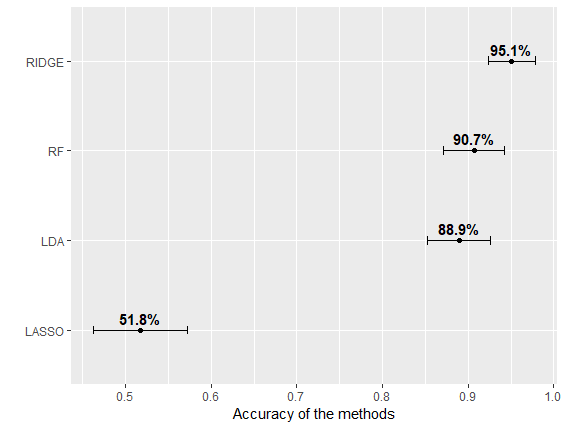 RIDGE
95.1%
RF
90.7%
LDA
88.9%
LASSO
51.8%
0.5 0.6 0.7 0.8 0.9 1.0
Accuracy of the methods